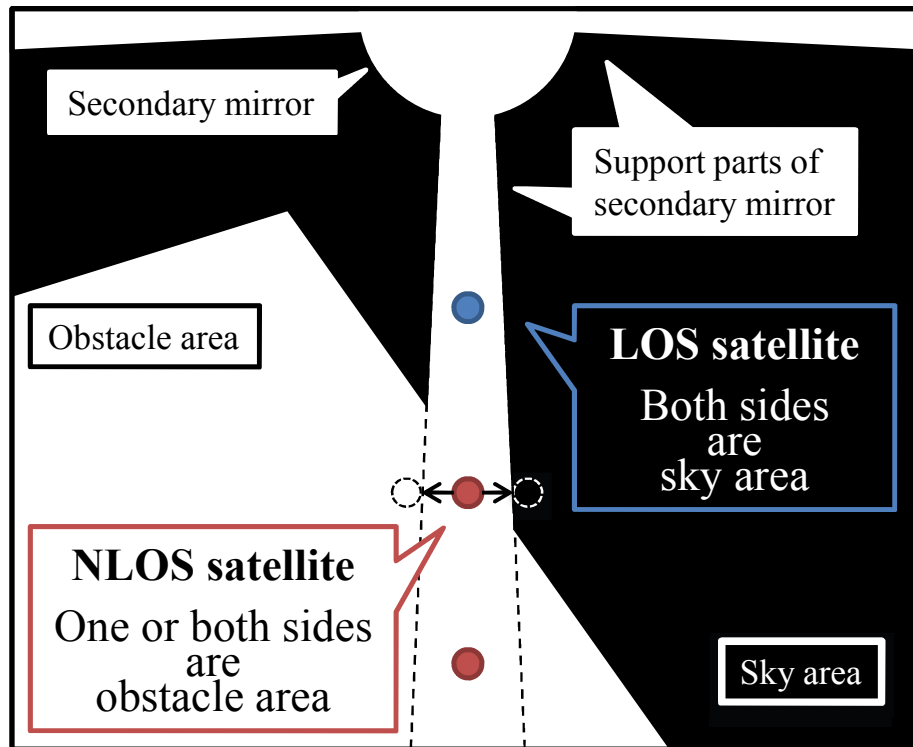 Secondary mirror
Support parts of
secondary mirror
Obstacle area
LOS satellite
Both sides
are
sky area
NLOS satellite
One or both sides
are
obstacle area
Sky area